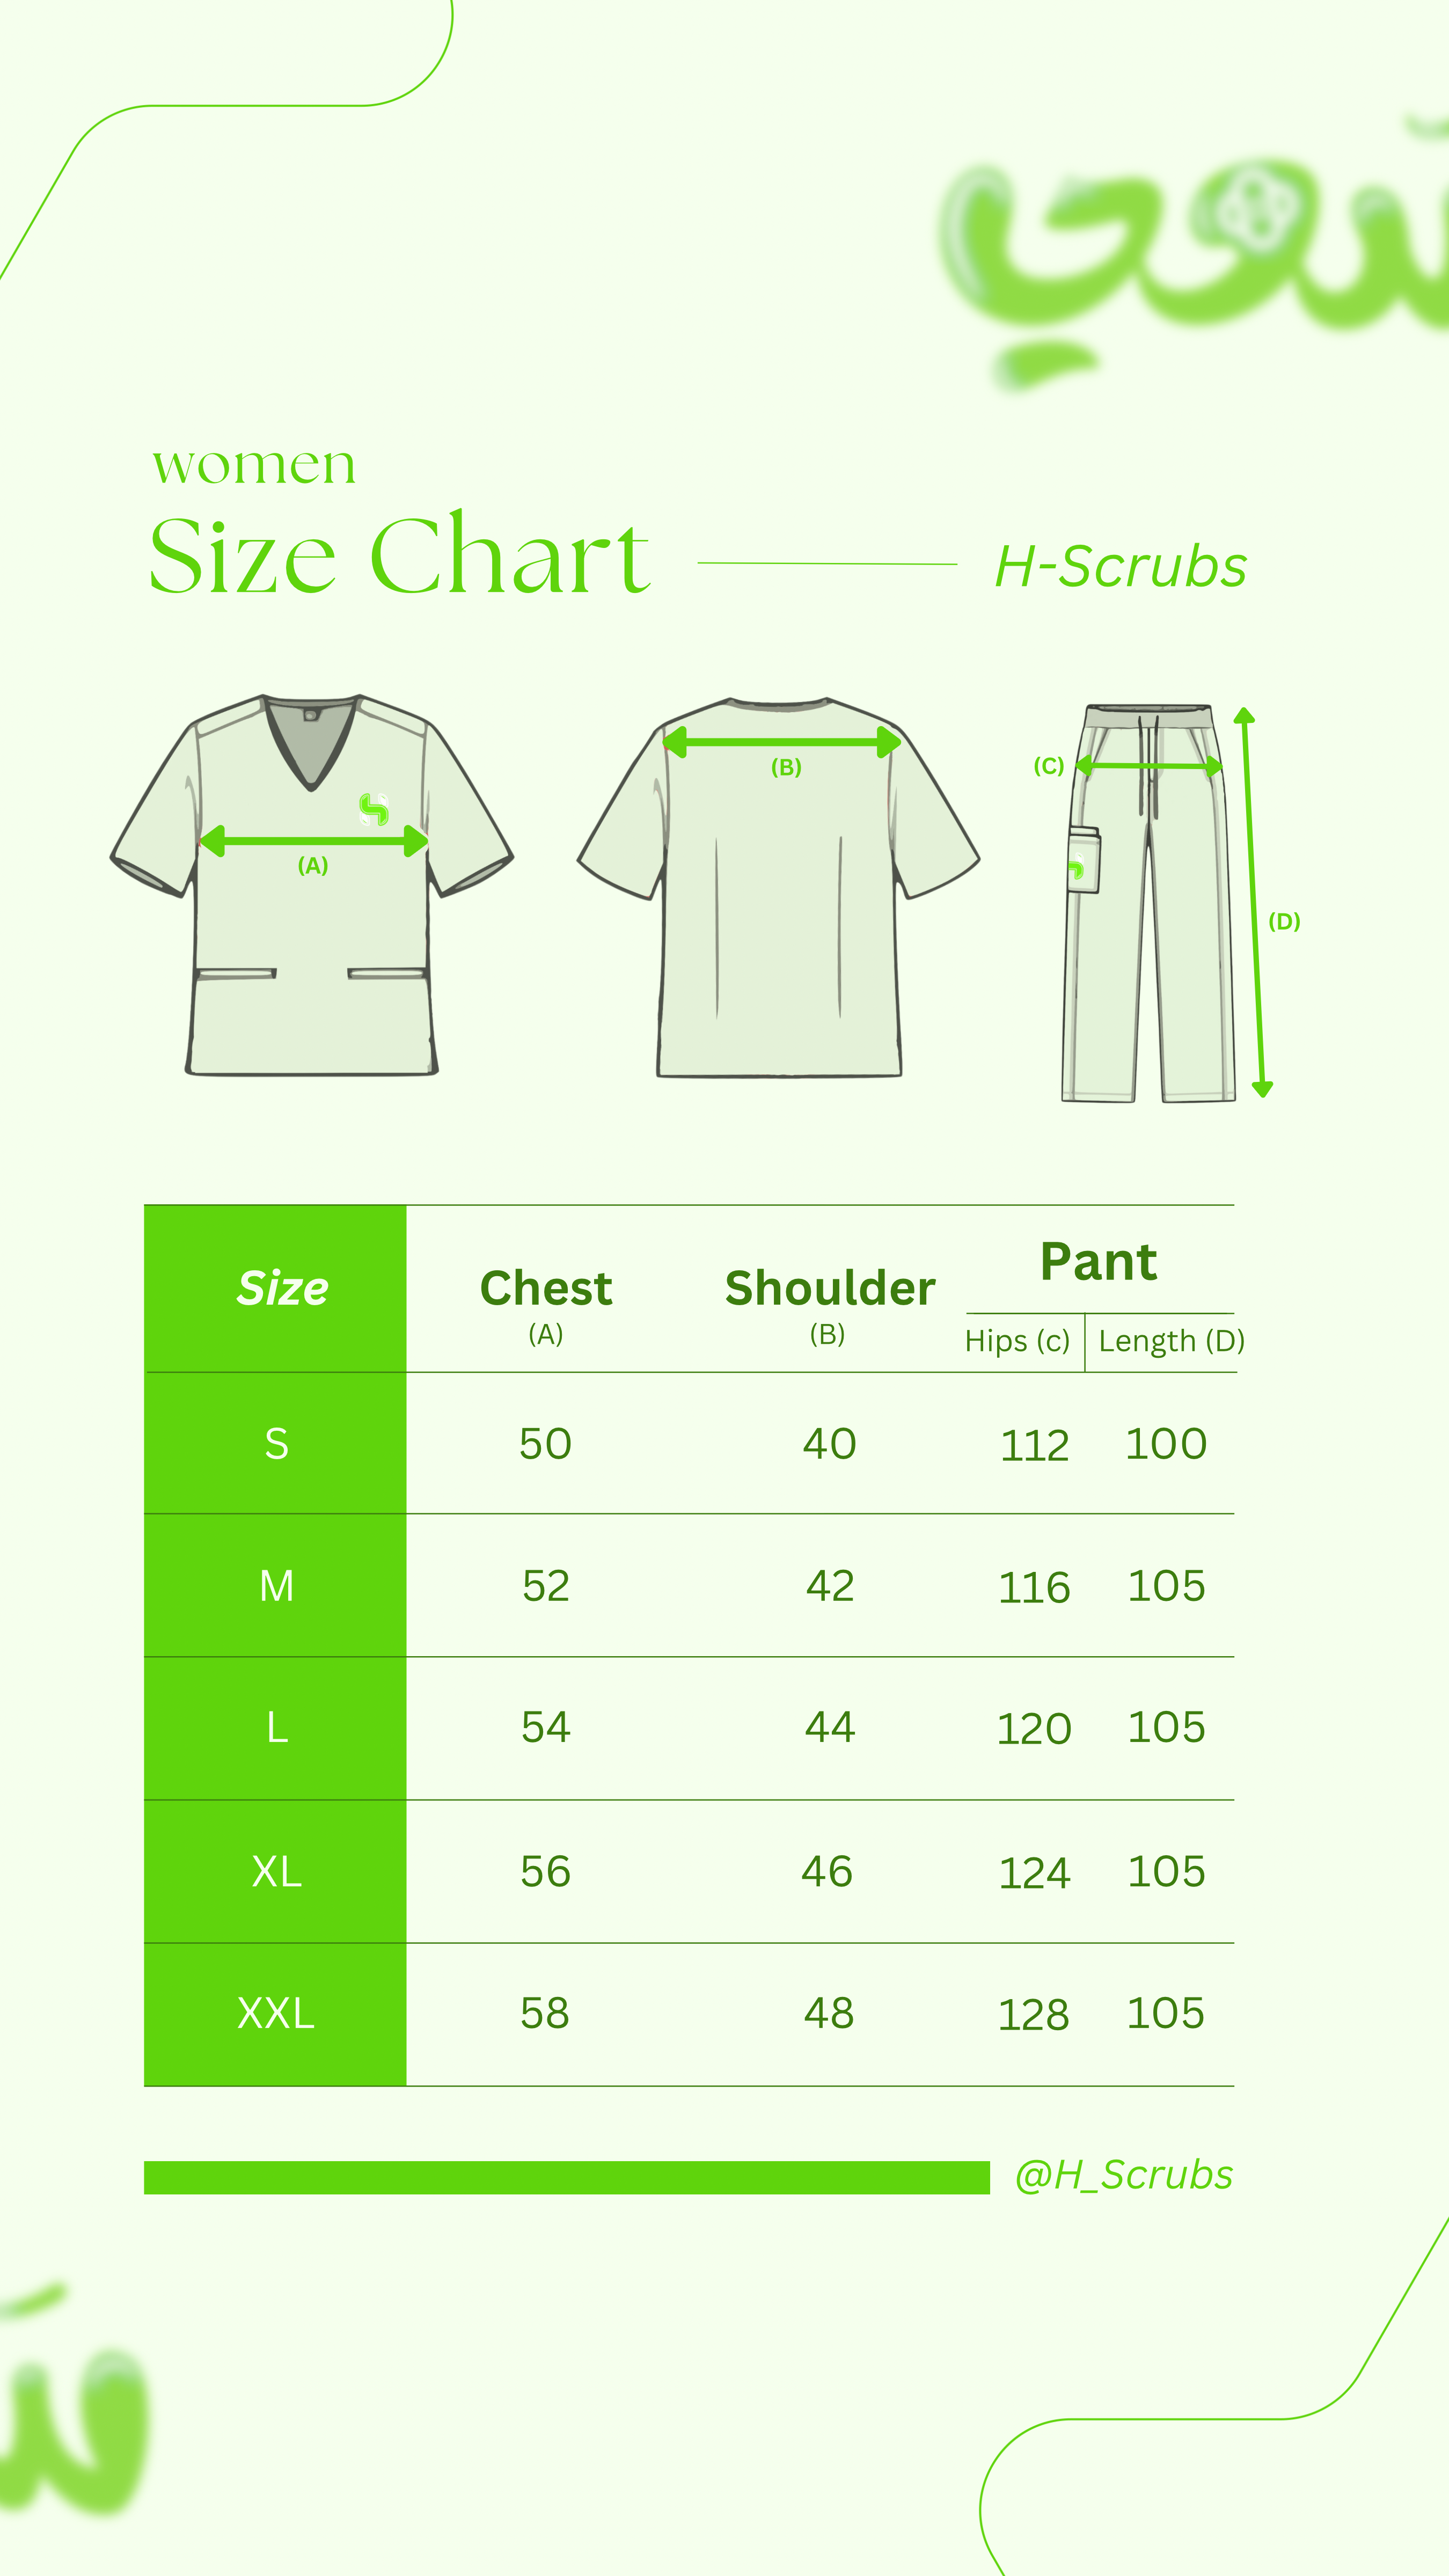 women
Size Chart
H-Scrubs
(A)
(B)
(C)
(D)
Size Chest Shoulder Pant
(A) (B) Hips (c) Length (D)
S 50 40 112 100
M 52 42 116 105
L 54 44 120 105
XL 56 46 124 105
XXL 58 48 128 105
@H_Scrubs